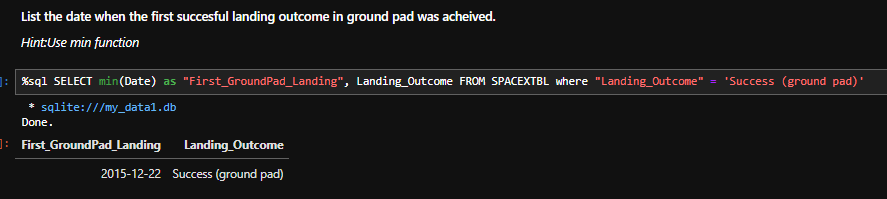 List the date when the first succesful landing outcome in ground pad was acheived.
Hint:Use min function
]: %sql SELECT min(Date) as "First_GroundPad_Landing", Landing_Outcome FROM SPACEXTBL where "Landing_Outcome" = 'Success (ground pad)'
* sqlite:///my_data1.db
Done.
]: First_GroundPad_Landing Landing_Outcome
2015-12-22 Success (ground pad)